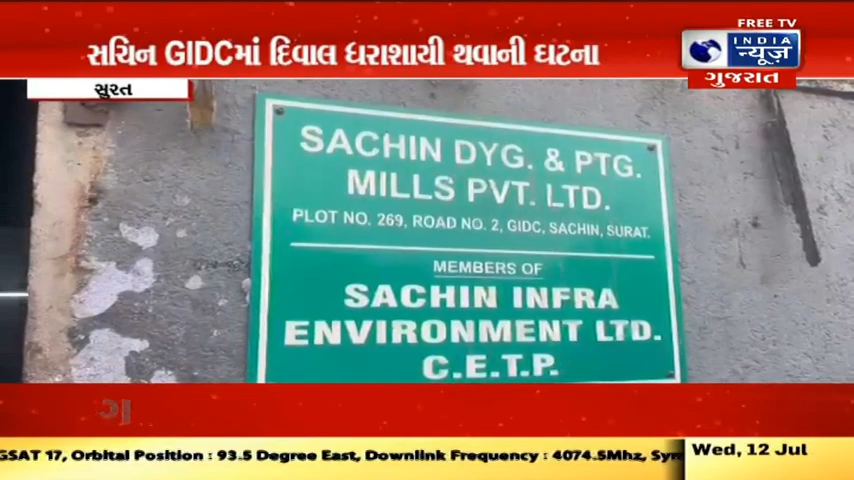 FREE TV
સચિન GIDCમાં દિવાલ ધરાશાયી થવાની ઘટના
INDIA
न्यूज़
ગુજરાત
સુરત
SACHIN DYG. & PTG.
MILLS PVT. LTD.
PLOT NO. 269, ROAD NO. 2, GIDC, SACHIN, SURAT.
MEMBERS OF
SACHIN INFRA
ENVIRONMENT LTD.
C.E.T.P.
GSAT 17, Orbital Position : 93.5 Degree East, Downlink Frequency : 4074.5Mhz,
Wed, 12 Jul